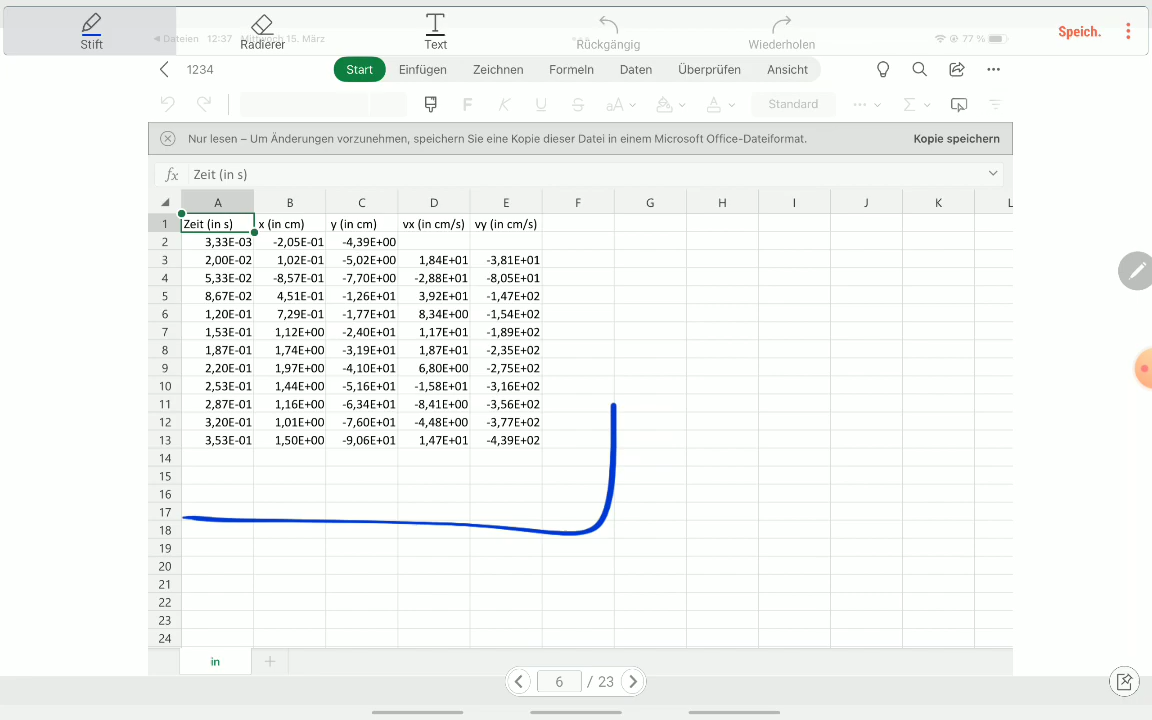 Stift
Radierer
Text
Rückgängig
Wiederholen
Speich.
Dateien 12:37 Mittwoch 15. März
77 %
1234
Start Einfügen Zeichnen Formeln Daten Überprüfen Ansicht
F K U S aA A Standard Σ
Nur lesen – Um Änderungen vorzunehmen, speichern Sie eine Kopie dieser Datei in einem Microsoft Office-Dateiformat. Kopie speichern
fx Zeit (in s)
A B C D E F G H I J K L
1 Zeit (in s) x (in cm) y (in cm) vx (in cm/s) vy (in cm/s)
2 3,33E-03 -2,05E-01 -4,39E+00
3 2,00E-02 1,02E-01 -5,02E+00 1,84E+01 -3,81E+01
4 5,33E-02 -8,57E-01 -7,70E+00 -2,88E+01 -8,05E+01
5 8,67E-02 4,51E-01 -1,26E+01 3,92E+01 -1,47E+02
6 1,20E-01 7,29E-01 -1,77E+01 8,34E+00 -1,54E+02
7 1,53E-01 1,12E+00 -2,40E+01 1,17E+01 -1,89E+02
8 1,87E-01 1,74E+00 -3,19E+01 1,87E+01 -2,35E+02
9 2,20E-01 1,97E+00 -4,10E+01 6,80E+00 -2,75E+02
10 2,53E-01 1,44E+00 -5,16E+01 -1,58E+01 -3,16E+02
11 2,87E-01 1,16E+00 -6,34E+01 -8,41E+00 -3,56E+02
12 3,20E-01 1,01E+00 -7,60E+01 -4,48E+00 -3,77E+02
13 3,53E-01 1,50E+00 -9,06E+01 1,47E+01 -4,39E+02
14
15
16
17
18
19
20
21
22
23
24
in
6 / 23